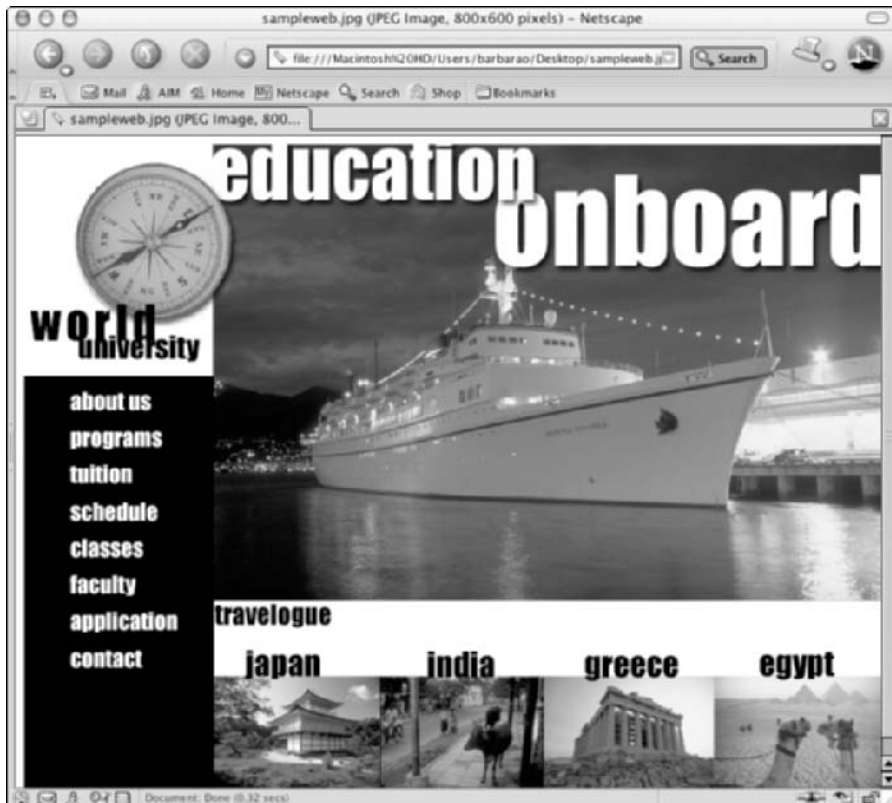 sampleweb.jpg (JPEG Image, 800x600 pixels) – Netscape
file:///Macintosh%20HD/Users/barbarao/Desktop/sampleweb.j
Search
N
Mail AIM Home Netscape Search Shop Bookmarks
sampleweb.jpg (JPEG Image, 800...
education
onboard
world
university
about us
programs
tuition
schedule
classes
faculty
application
contact
travelogue
japan india greece egypt
Document: Done (0.32 secs)